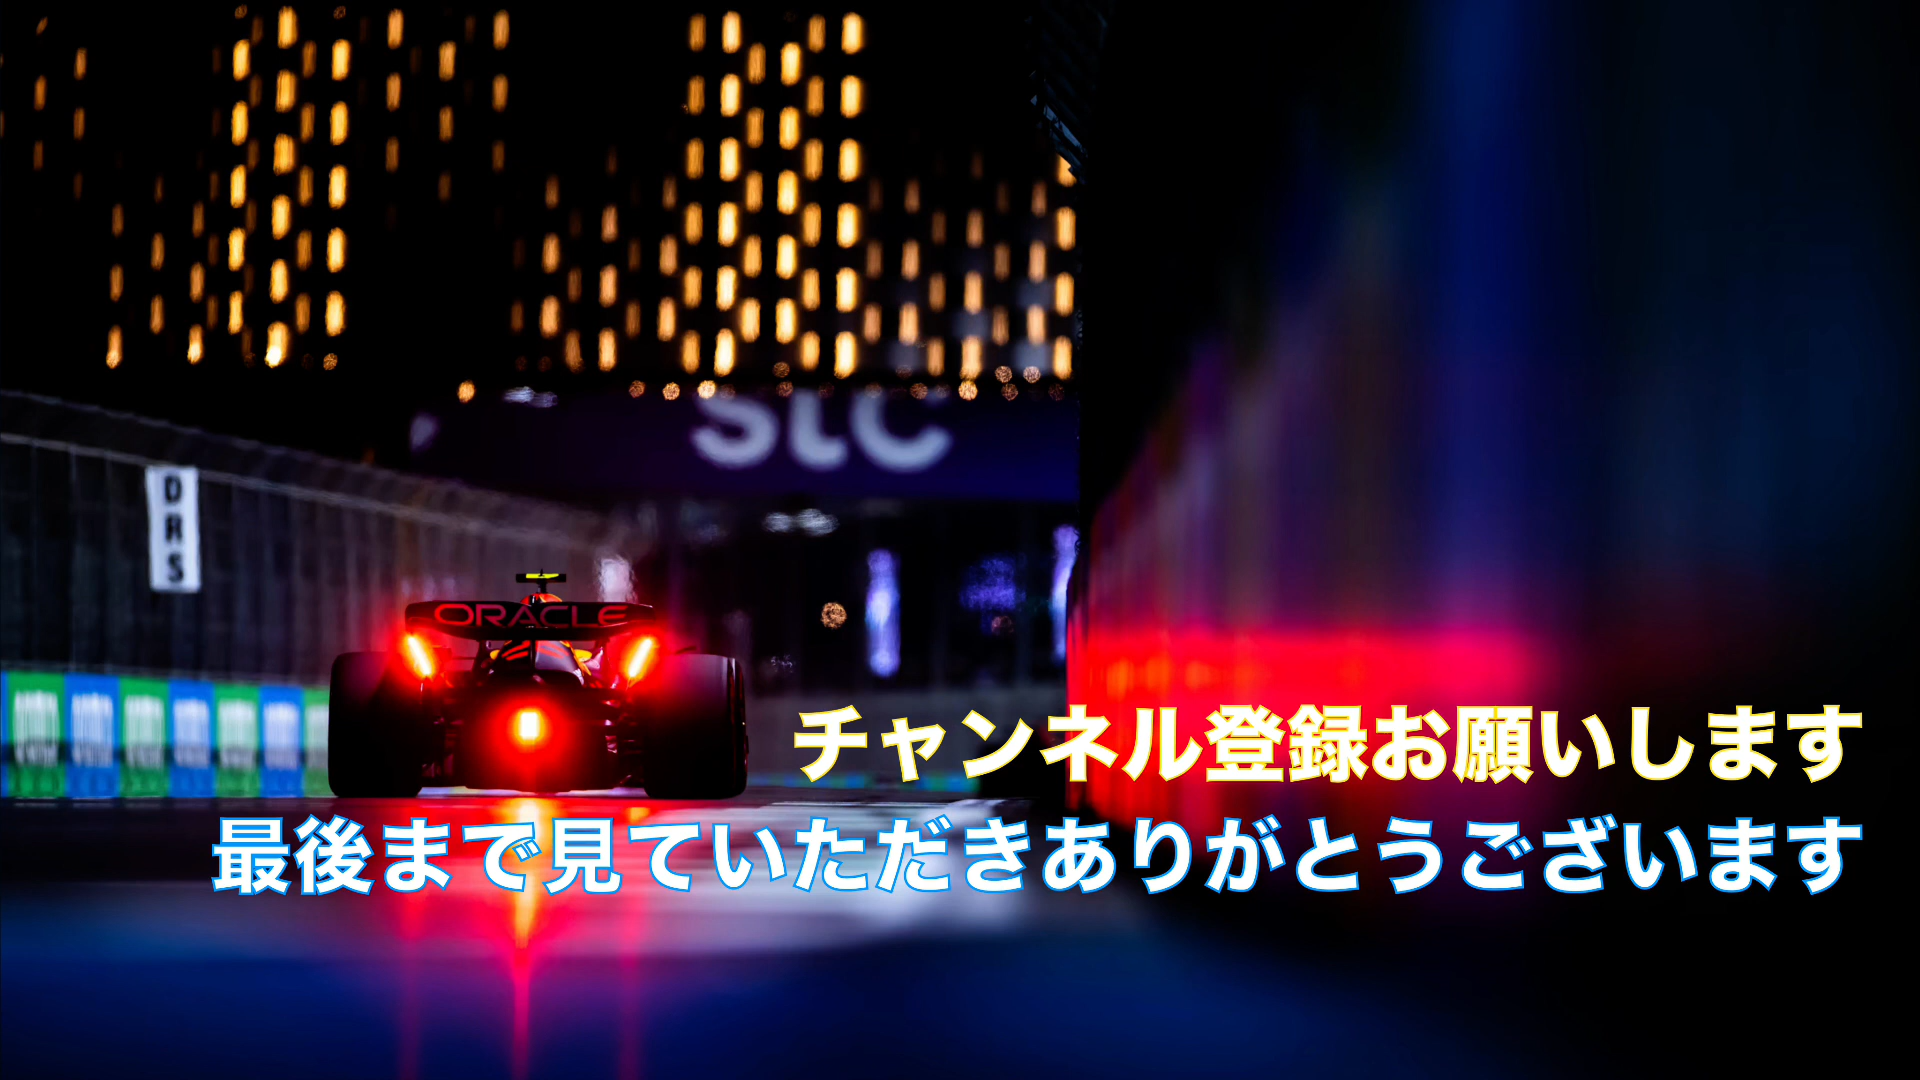 stc
DRS
ORACLE
チャンネル登録お願いします
最後まで見ていただきありがとうございます